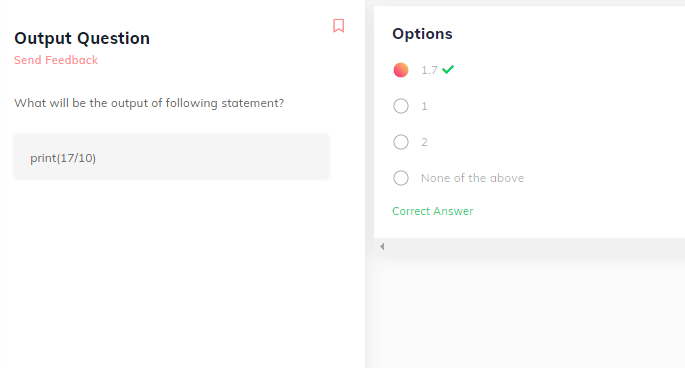 Output Question
Send Feedback
What will be the output of following statement?
print(17/10)
Options
1.7
1
2
None of the above
Correct Answer